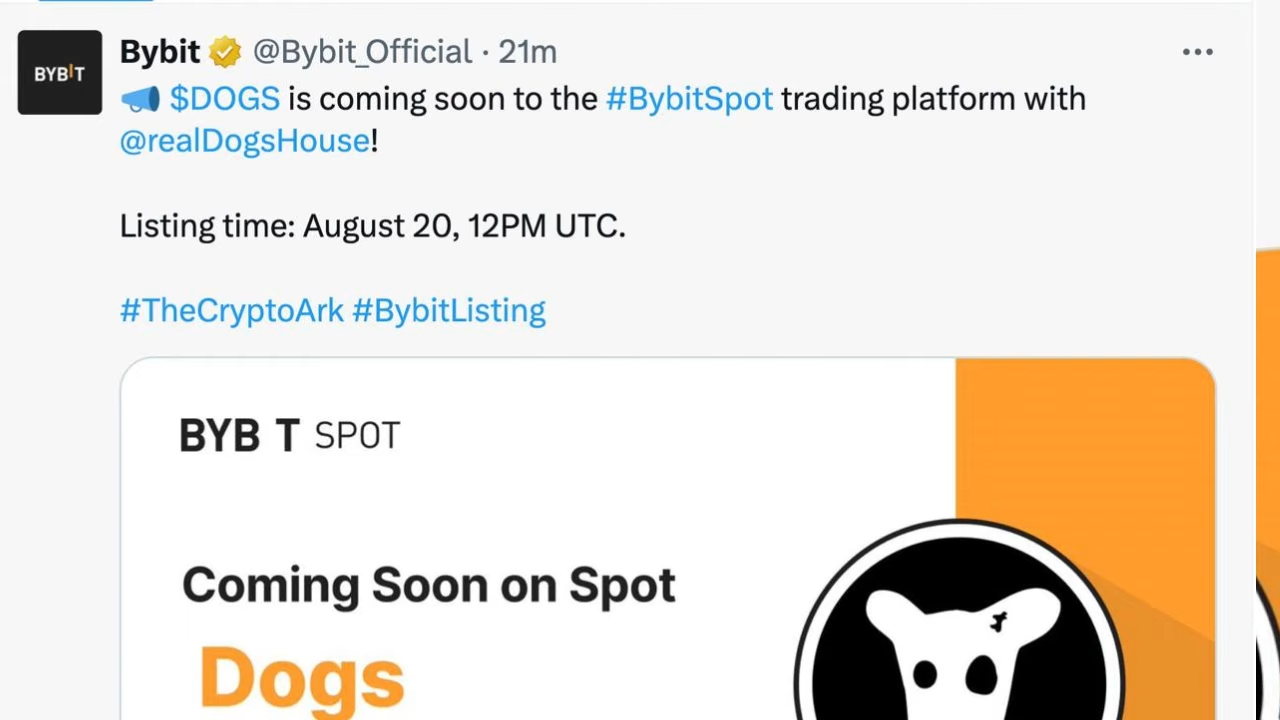 BYBIT
Bybit @Bybit_Official · 21m
📣 $DOGS is coming soon to the #BybitSpot trading platform with
@realDogsHouse!
Listing time: August 20, 12PM UTC.
#TheCryptoArk #BybitListing
BYB T SPOT
Coming Soon on Spot
Dogs